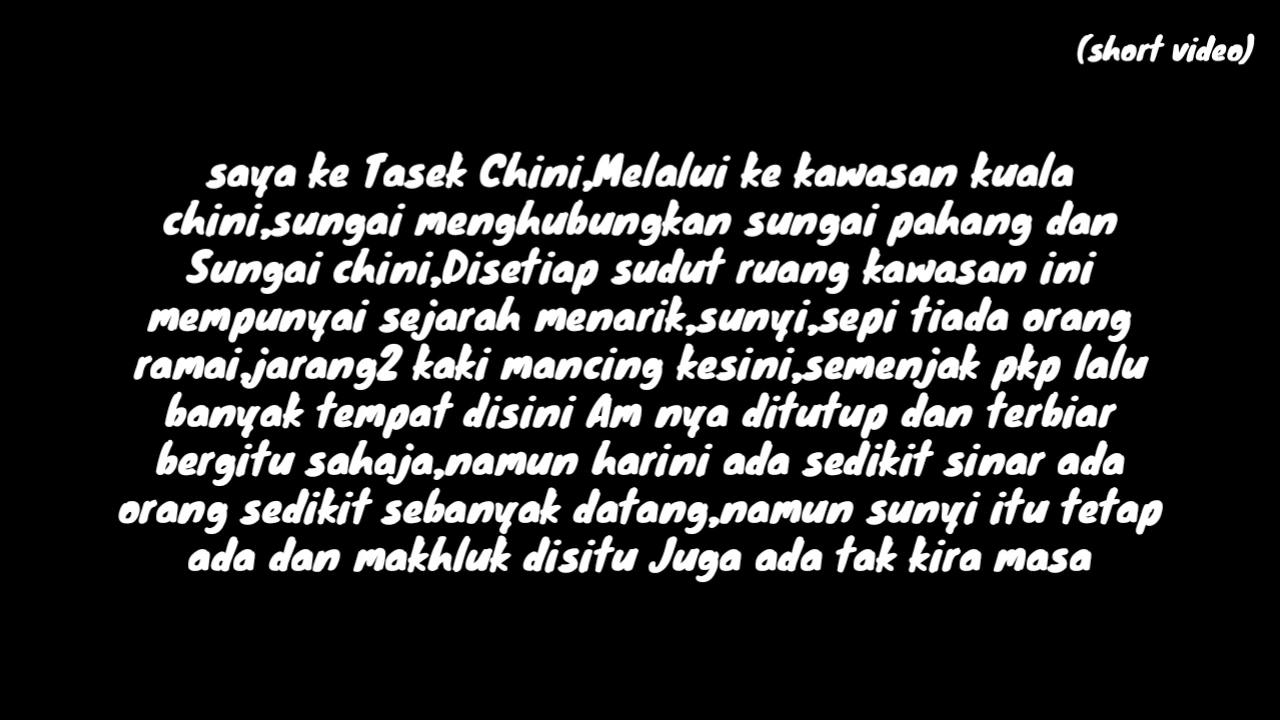 (short video)
saya ke Tasek Chini,Melalui ke kawasan kuala
chini,sungai menghubungkan sungai pahang dan
Sungai chini,Disetiap sudut ruang kawasan ini
mempunyai sejarah menarik,sunyi,sepi tiada orang
ramai,jarang2 kaki mancing kesini,semenjak pkp lalu
banyak tempat disini Am nya ditutup dan terbiar
bergitu sahaja,namun harini ada sedikit sinar ada
orang sedikit sebanyak datang,namun sunyi itu tetap
ada dan makhluk disitu Juga ada tak kira masa